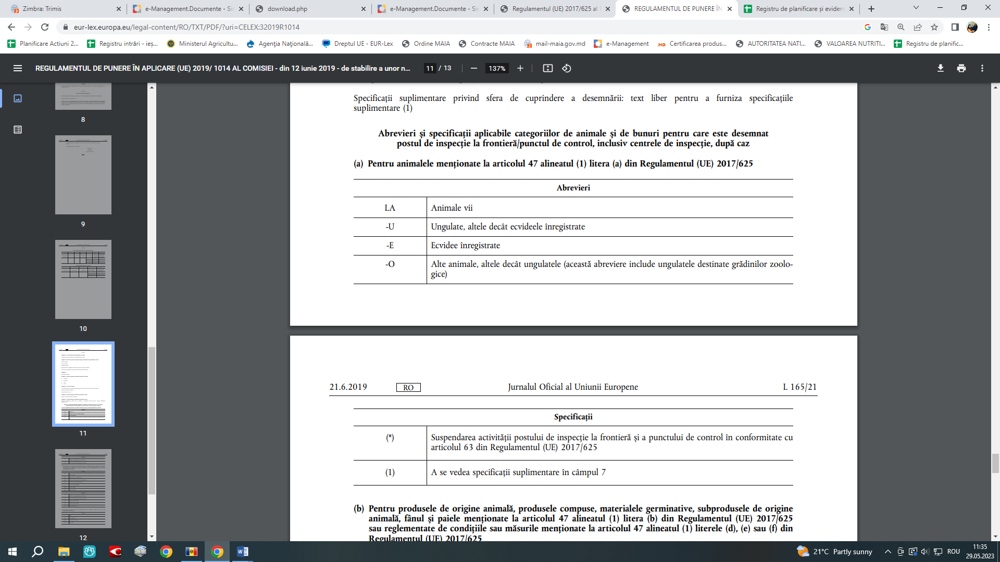 Zimbra: Trimis
e-Management.Documente - Sis
download.php
e-Management.Documente - Sis
Regulamentul (UE) 2017/625 al
REGULAMENTUL DE PUNERE ÎN
Registru de planificare și eviden
eur-lex.europa.eu/legal-content/RO/TXT/PDF/?uri=CELEX:32019R1014
Planificare Actiuni 2...
Registru intrări - ieș...
Ministerul Agricultu...
Agenţia Naţională...
Dreptul UE - EUR-Lex
Ordine MAIA
Contracte MAIA
mail-maia.gov.md
e-Management
Certificarea produs...
AUTORITATEA NATI...
VALOAREA NUTRITI...
Registru de planific...
REGULAMENTUL DE PUNERE ÎN APLICARE (UE) 2019/ 1014 AL COMISIEI - din 12 iunie 2019 - de stabilire a unor n...
11 / 13
137%
8
9
10
11
12
Specificații suplimentare privind sfera de cuprindere a desemnării: text liber pentru a furniza specificațiile
suplimentare (1)
Abrevieri și specificații aplicabile categoriilor de animale și de bunuri pentru care este desemnat
postul de inspecție la frontieră/punctul de control, inclusiv centrele de inspecție, după caz
(a) Pentru animalele menționate la articolul 47 alineatul (1) litera (a) din Regulamentul (UE) 2017/625
Abrevieri
LA Animale vii
-U Ungulate, altele decât ecvideele înregistrate
-E Ecvidee înregistrate
-O Alte animale, altele decât ungulatele (această abreviere include ungulatele destinate grădinilor zoolo-
gice)
21.6.2019 RO Jurnalul Oficial al Uniunii Europene L 165/21
Specificații
(*) Suspendarea activității postului de inspecție la frontieră și a punctului de control în conformitate cu
articolul 63 din Regulamentul (UE) 2017/625
(1) A se vedea specificații suplimentare în câmpul 7
(b) Pentru produsele de origine animală, produsele compuse, materialele germinative, subprodusele de origine
animală, fânul și paiele menționate la articolul 47 alineatul (1) litera (b) din Regulamentul (UE) 2017/625
sau reglementate de condițiile sau măsurile menționate la articolul 47 alineatul (1) literele (d), (e) sau (f) din
Regulamentul (UE) 2017/625
21°C Partly sunny
ROU
11:35
29.05.2023